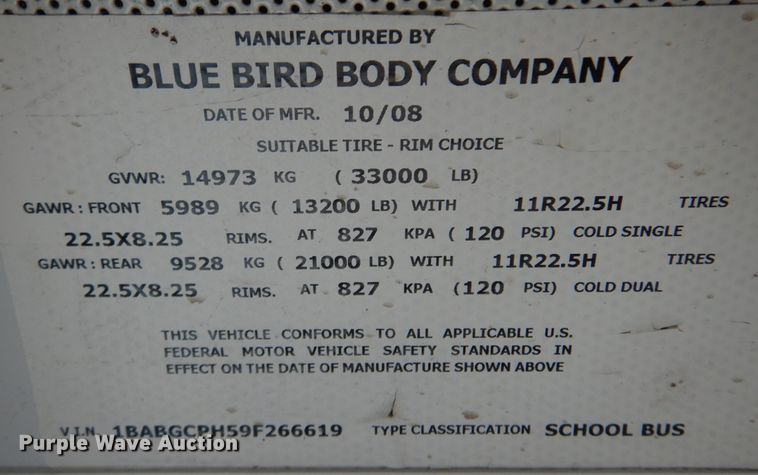 MANUFACTURED BY
BLUE BIRD BODY COMPANY
DATE OF MFR. 10/08
SUITABLE TIRE - RIM CHOICE
GVWR: 14973 KG ( 33000 LB)
GAWR : FRONT 5989 KG ( 13200 LB) WITH 11R22.5H TIRES
22.5X8.25 RIMS. AT 827 KPA ( 120 PSI) COLD SINGLE
GAWR : REAR 9528 KG ( 21000 LB) WITH 11R22.5H TIRES
22.5X8.25 RIMS. AT 827 KPA (120 PSI) COLD DUAL
THIS VEHICLE CONFORMS TO ALL APPLICABLE U.S.
FEDERAL MOTOR VEHICLE SAFETY STANDARDS IN
EFFECT ON THE DATE OF MANUFACTURE SHOWN ABOVE
V.I.N. 1BABGCPH59F266619 TYPE CLASSIFICATION SCHOOL BUS
Purple Wave Auction